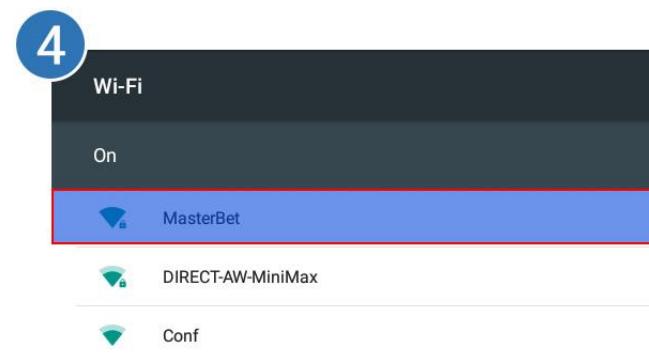 4
Wi-Fi
On
MasterBet
DIRECT-AW-MiniMax
Conf